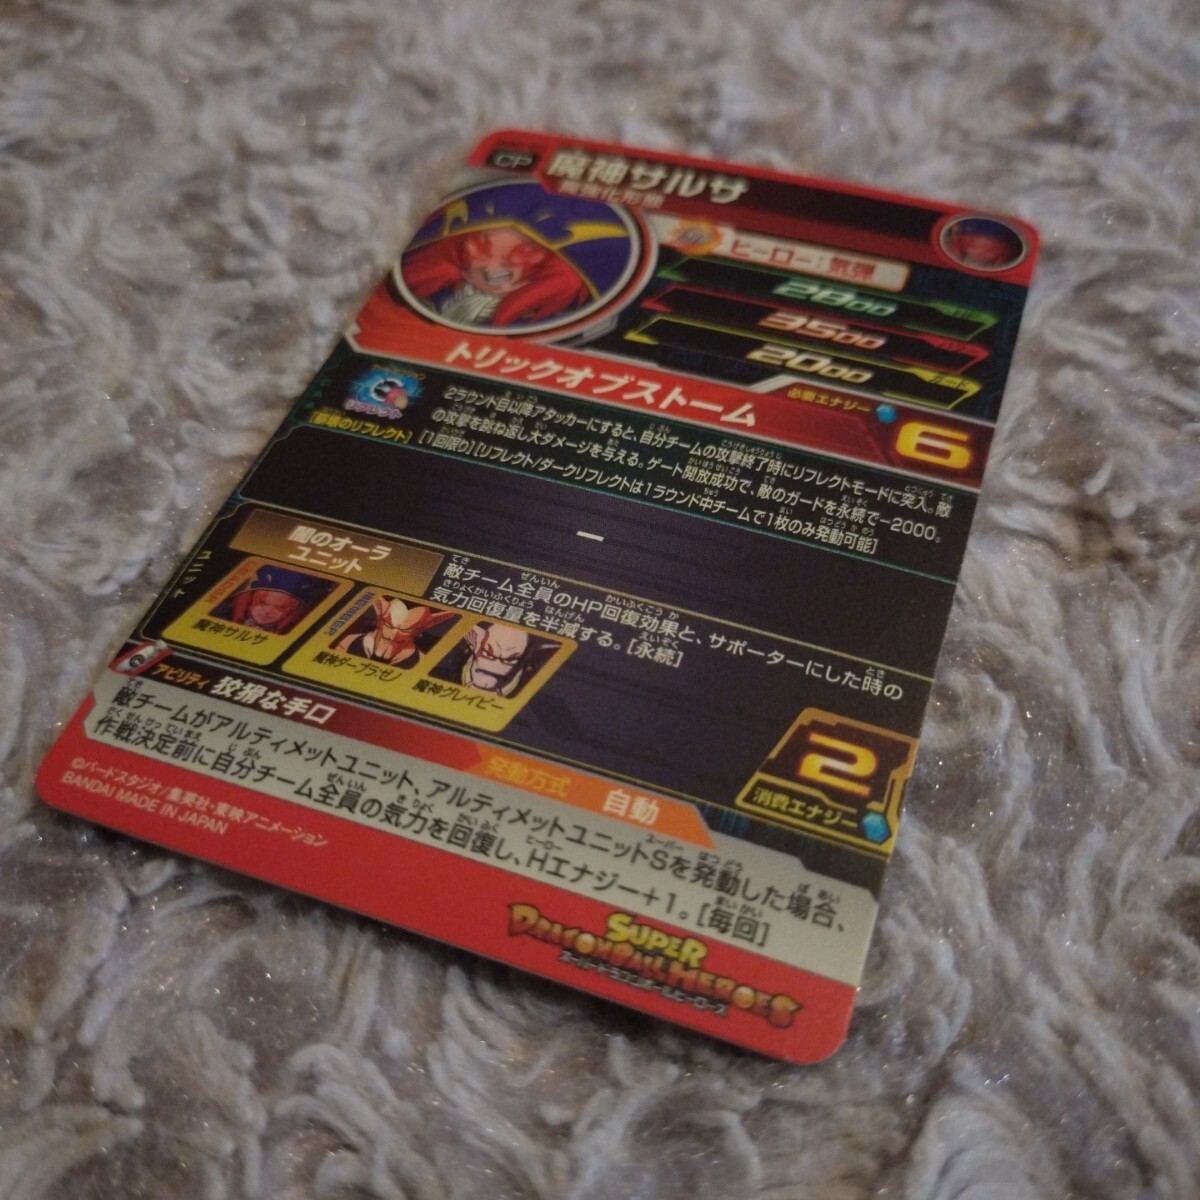 CP
魔神サルサ
ヒーロー：気弾
2800
3500
2000
ガード
トリックオブストーム
必要エナジー
6
リフレクト
2ラウンド目以降アタッカーにすると、自分チームの攻撃終了時にリフレクトモードに突入。敵
の攻撃を跳ね返し大ダメージを与える。ゲート開放成功で、敵のガードを永続で−2000。
[1回限り][リフレクト/ダークリフレクトは1ラウンド中チームで1枚のみ発動可能]
−
ユニット
闇のオーラ
ユニット
魔神サルサ
魔神ダーブラ：ゼノ
魔神グレイビー
敵チーム全員のHP回復効果と、サポーターにした時の
気力回復量を半減する。[永続]
2
消費エナジー
アビリティ 狡猾な手口
発動方式 自動
敵チームがアルティメットユニット、アルティメットユニットSを発動した場合、
作戦決定前に自分チーム全員の気力を回復し、Hエナジー+1。[毎回]
©バードスタジオ/集英社・東映アニメーション
BANDAI MADE IN JAPAN
SUPER
DRAGONBALL HEROES
スーパードラゴンボールヒーローズ